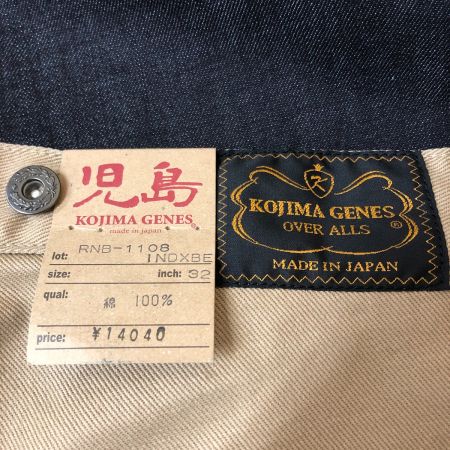 児島
KOJIMA GENES®
made in japan
lot: RNB-1108
INDXBE
size: inch: 32
qual: 綿 100%
price: ¥14040
ス
KOJIMA GENES
OVER ALLS ®
MADE IN JAPAN